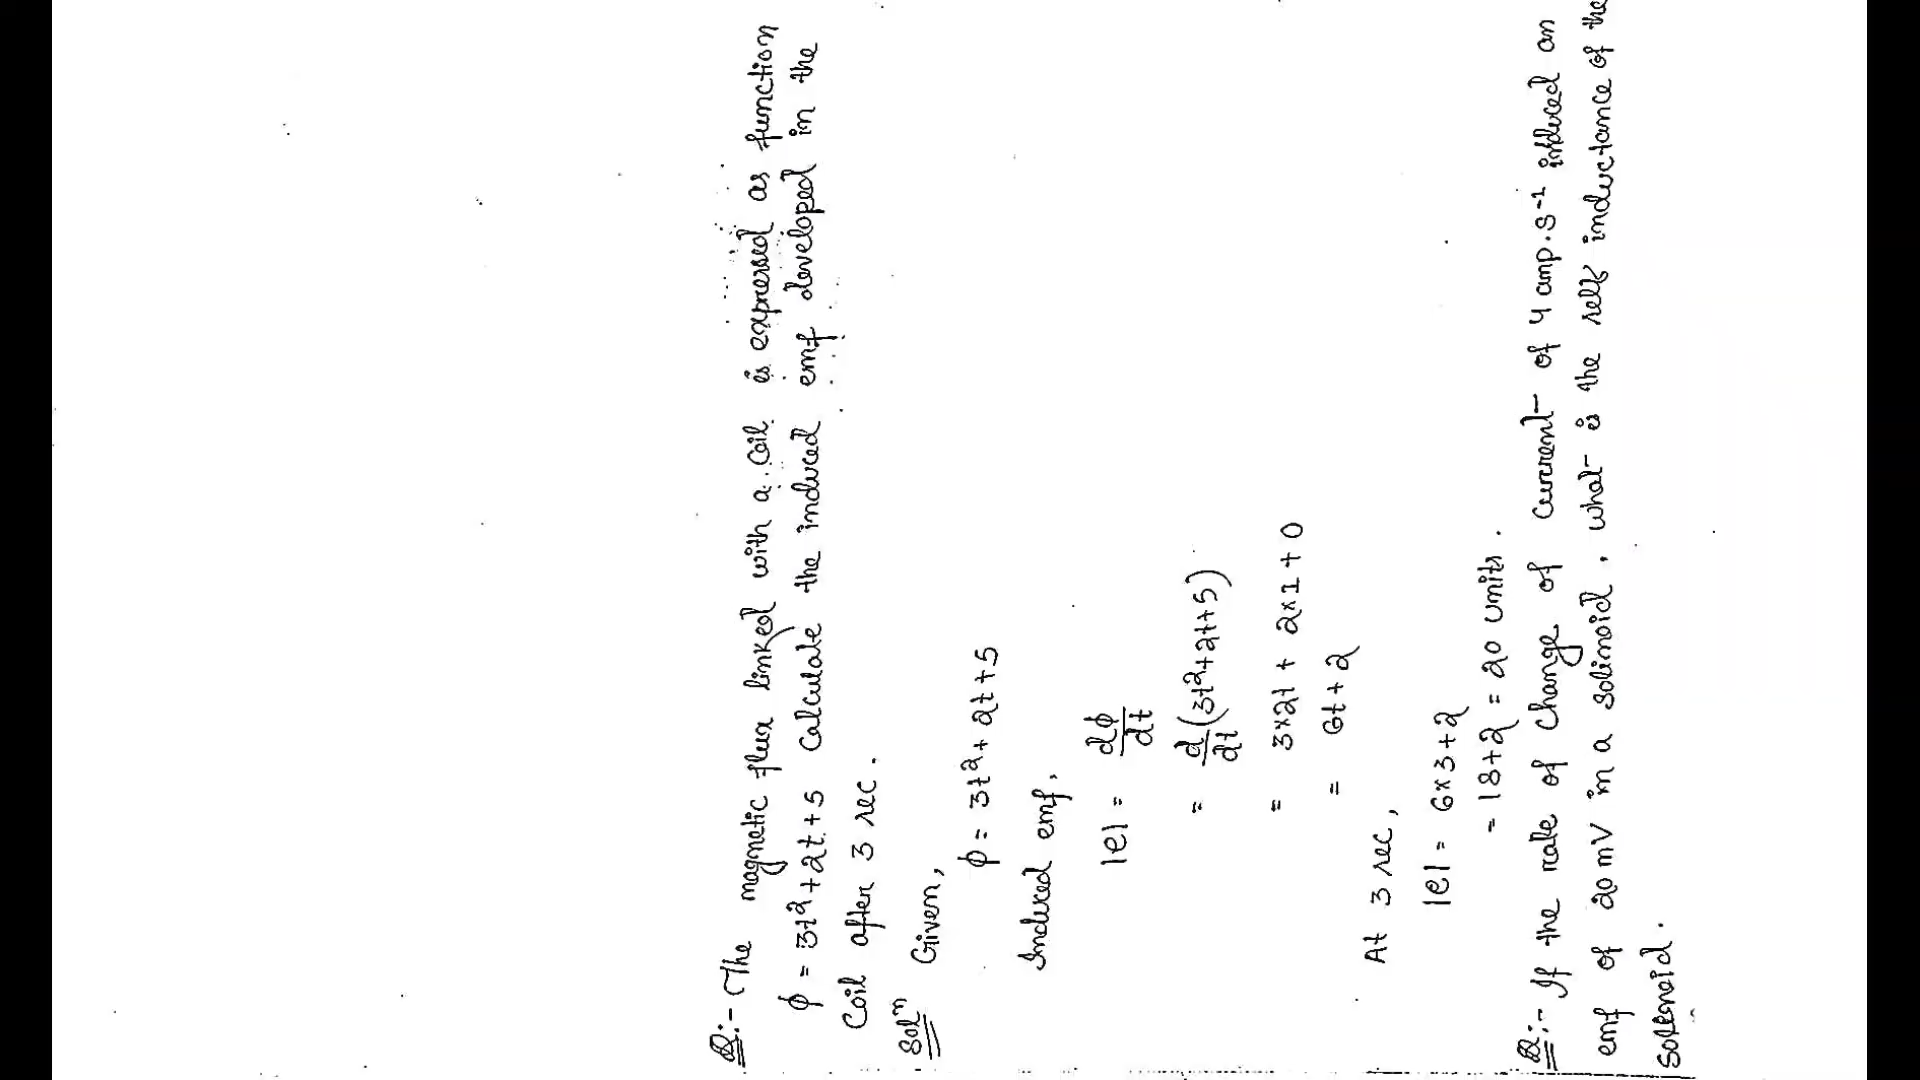 Q:- The magnetic flux linked with a coil is expressed as function
ϕ = 3t²+2t+5 Calculate the induced emf developed in the
Coil after 3 sec.
Solⁿ Given,
ϕ = 3t²+2t+5
Induced emf,
|e| = dϕ/dt
= d/dt (3t²+2t+5)
= 3×2t + 2×1+0
= 6t+2
At 3 sec,
|e| = 6×3+2
= 18+2 = 20 units.
Q:- If the rate of change of current of 4 amp.s⁻¹ induced an
emf of 20 mV in a solinoid, what is the self inductance of the
solenoid.